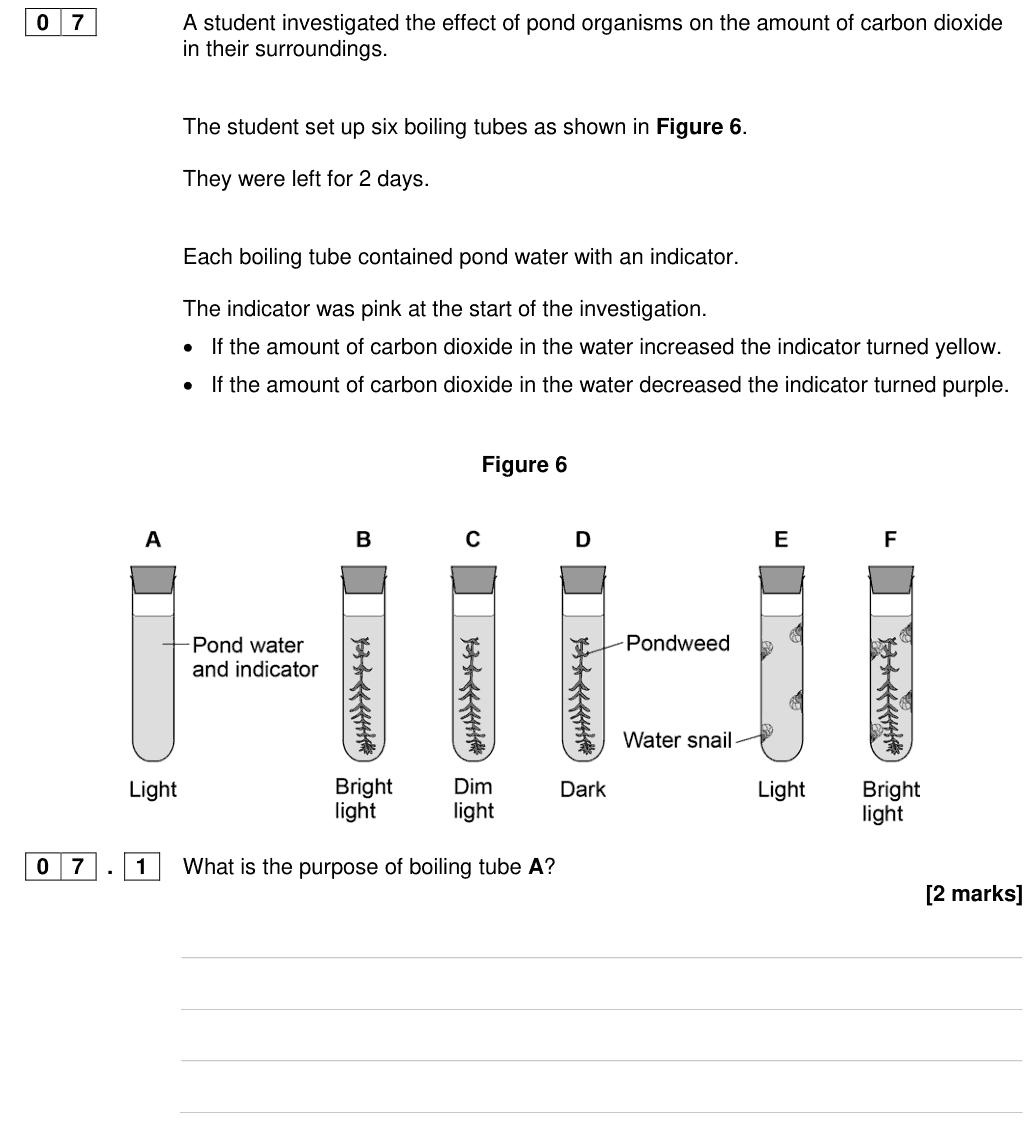 0 7 A student investigated the effect of pond organisms on the amount of carbon dioxide
in their surroundings.
The student set up six boiling tubes as shown in Figure 6.
They were left for 2 days.
Each boiling tube contained pond water with an indicator.
The indicator was pink at the start of the investigation.
• If the amount of carbon dioxide in the water increased the indicator turned yellow.
• If the amount of carbon dioxide in the water decreased the indicator turned purple.
Figure 6
A B C D E F
Pond water
and indicator
Pondweed
Water snail
Light
Bright
light
Dim
light
Dark
Light
Bright
light
0 7 . 1 What is the purpose of boiling tube A?
[2 marks]